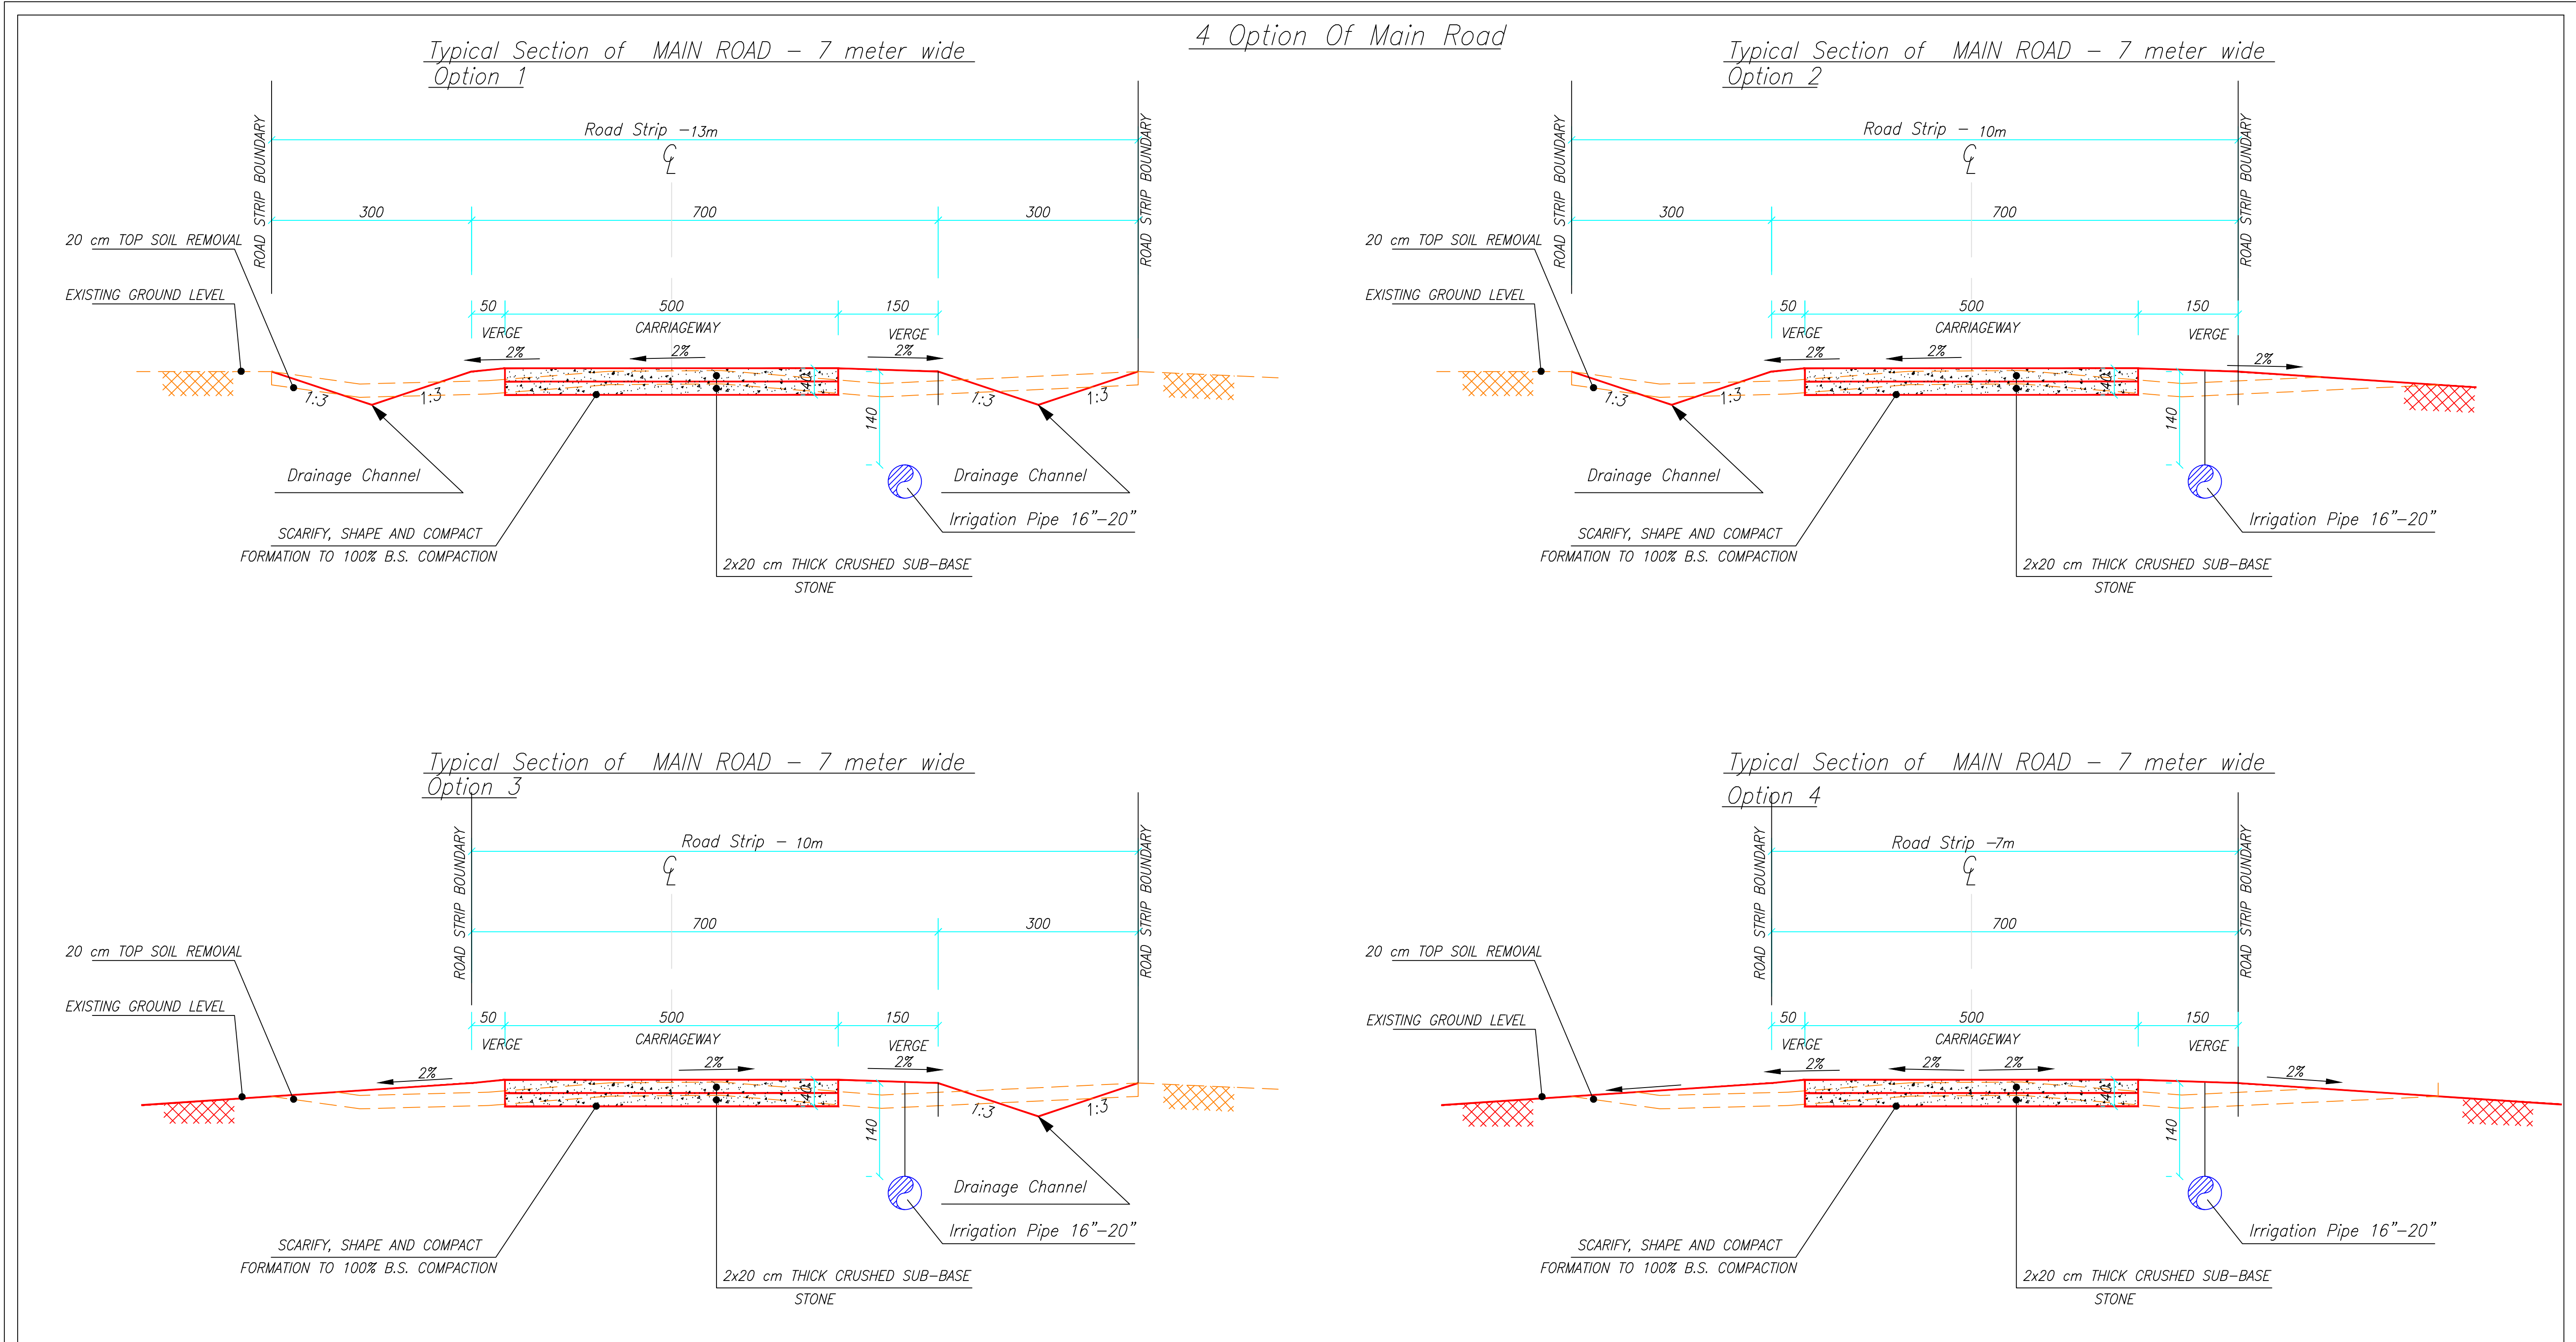 4 Option Of Main Road
Typical Section of MAIN ROAD - 7 meter wide
Option 1
ROAD STRIP BOUNDARY
Road Strip -13m
ROAD STRIP BOUNDARY
300 700 300
20 cm TOP SOIL REMOVAL
EXISTING GROUND LEVEL
50 500 150
VERGE CARRIAGEWAY VERGE
2% 2% 2%
40
1:3 1:3 1:3 1:3
140
Drainage Channel Drainage Channel
Irrigation Pipe 16"-20"
SCARIFY, SHAPE AND COMPACT
FORMATION TO 100% B.S. COMPACTION
2x20 cm THICK CRUSHED SUB-BASE
STONE
Typical Section of MAIN ROAD - 7 meter wide
Option 2
ROAD STRIP BOUNDARY
Road Strip - 10m
ROAD STRIP BOUNDARY
300 700
20 cm TOP SOIL REMOVAL
EXISTING GROUND LEVEL
50 500 150
VERGE CARRIAGEWAY VERGE
2% 2% 2%
40
1:3 1:3
140
Drainage Channel
Irrigation Pipe 16"-20"
SCARIFY, SHAPE AND COMPACT
FORMATION TO 100% B.S. COMPACTION
2x20 cm THICK CRUSHED SUB-BASE
STONE
Typical Section of MAIN ROAD - 7 meter wide
Option 3
ROAD STRIP BOUNDARY
Road Strip - 10m
ROAD STRIP BOUNDARY
700 300
20 cm TOP SOIL REMOVAL
EXISTING GROUND LEVEL
50 500 150
VERGE CARRIAGEWAY VERGE
2% 2% 2%
40
1:3 1:3
140
Drainage Channel
Irrigation Pipe 16"-20"
SCARIFY, SHAPE AND COMPACT
FORMATION TO 100% B.S. COMPACTION
2x20 cm THICK CRUSHED SUB-BASE
STONE
Typical Section of MAIN ROAD - 7 meter wide
Option 4
ROAD STRIP BOUNDARY
Road Strip -7m
ROAD STRIP BOUNDARY
700
20 cm TOP SOIL REMOVAL
EXISTING GROUND LEVEL
50 500 150
VERGE CARRIAGEWAY VERGE
2% 2% 2% 2%
40
140
Irrigation Pipe 16"-20"
SCARIFY, SHAPE AND COMPACT
FORMATION TO 100% B.S. COMPACTION
2x20 cm THICK CRUSHED SUB-BASE
STONE